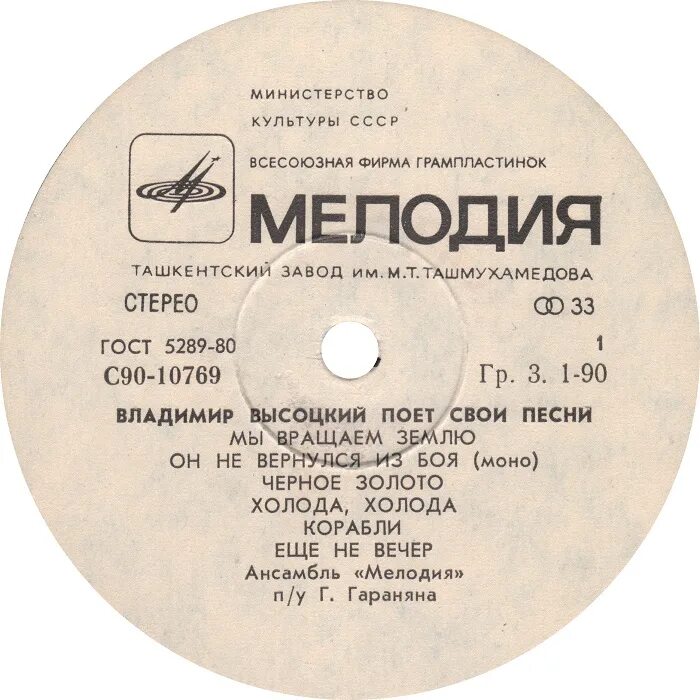 МИНИСТЕРСТВО
КУЛЬТУРЫ СССР
ВСЕСОЮЗНАЯ ФИРМА ГРАМПЛАСТИНОК
МЕЛОДИЯ
ТАШКЕНТСКИЙ ЗАВОД ИМ. М.Т. ТАШМУХАМЕДОВА
СТЕРЕО 33
ГОСТ 5289-80 1
С90-10769 Гр. 3. 1-90
ВЛАДИМИР ВЫСОЦКИЙ ПОЕТ СВОИ ПЕСНИ
МЫ ВРАЩАЕМ ЗЕМЛЮ
ОН НЕ ВЕРНУЛСЯ ИЗ БОЯ (моно)
ЧЕРНОЕ ЗОЛОТО
ХОЛОДА, ХОЛОДА
КОРАБЛИ
ЕЩЕ НЕ ВЕЧЕР
Ансамбль «Мелодия»
п/у Г. Гараняна